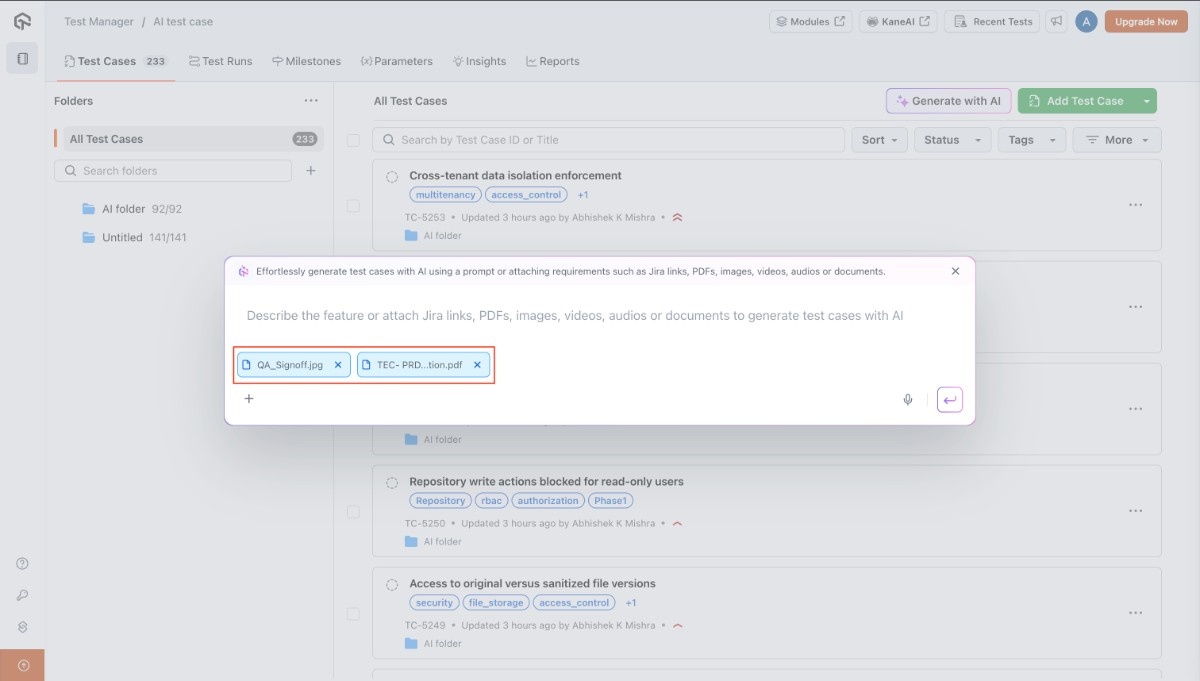 Test Manager / AI test case
Modules
KaneAI
Recent Tests
A
Upgrade Now
Test Cases 233
Test Runs
Milestones
Parameters
Insights
Reports
Folders
All Test Cases
Generate with AI
Add Test Case
All Test Cases 233
Search by Test Case ID or Title
Sort
Status
Tags
More
Search folders
AI folder 92/92
Untitled 141/141
Cross-tenant data isolation enforcement
multitenancy access_control +1
TC-5253 • Updated 3 hours ago by Abhishek K Mishra •
AI folder
Effortlessly generate test cases with AI using a prompt or attaching requirements such as Jira links, PDFs, images, videos, audios or documents.
Describe the feature or attach Jira links, PDFs, images, videos, audios or documents to generate test cases with AI
QA_Signoff.jpg
TEC- PRD...tion.pdf
AI folder
Repository write actions blocked for read-only users
Repository rbac authorization Phase1
TC-5250 • Updated 3 hours ago by Abhishek K Mishra •
AI folder
Access to original versus sanitized file versions
security file_storage access_control +1
TC-5249 • Updated 3 hours ago by Abhishek K Mishra •
AI folder